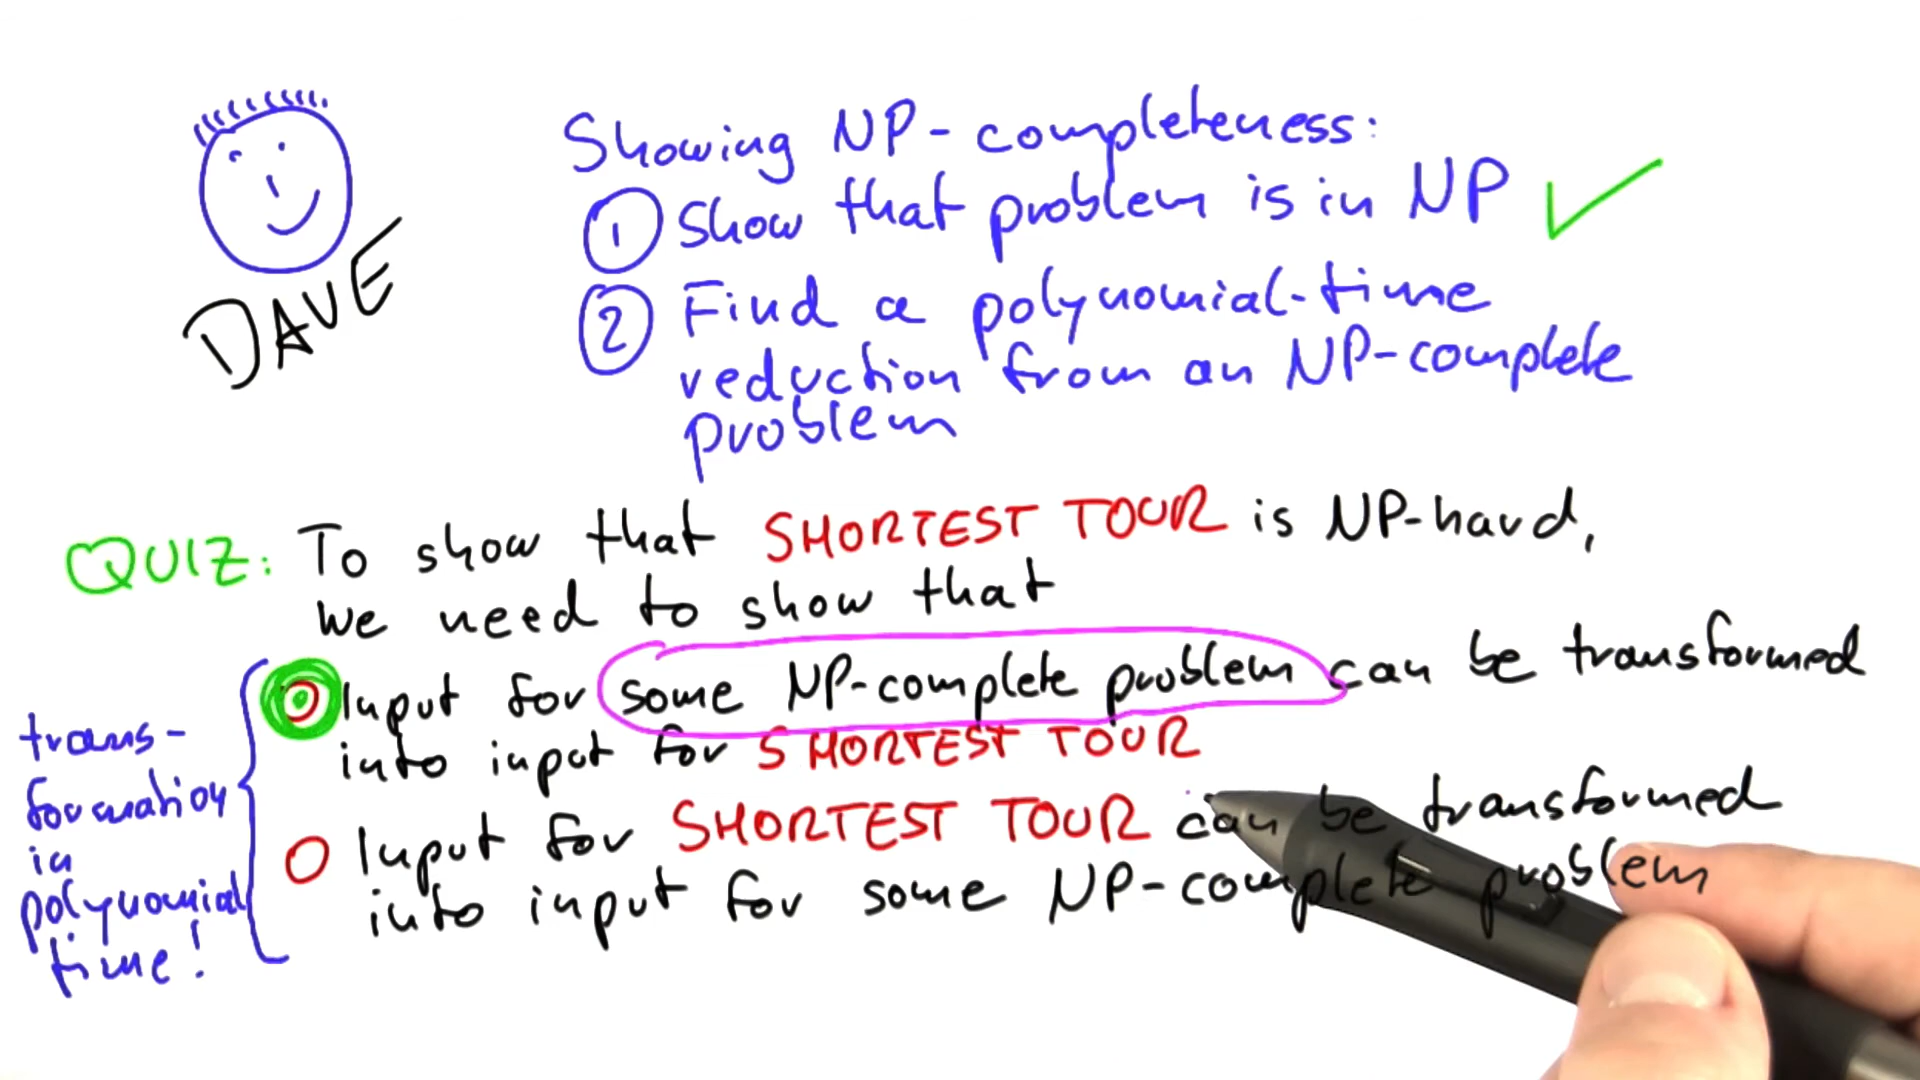 DAVE
Showing NP-completeness:
1 Show that problem is in NP
2 Find a polynomial-time
reduction from an NP-complete
problem
QUIZ: To show that SHORTEST TOUR is NP-hard,
we need to show that
Input for some NP-complete problem can be transformed
into input for SHORTEST TOUR
Input for SHORTEST TOUR can be transformed
into input for some NP-complete problem
trans-
formation
in
polynomial
time!